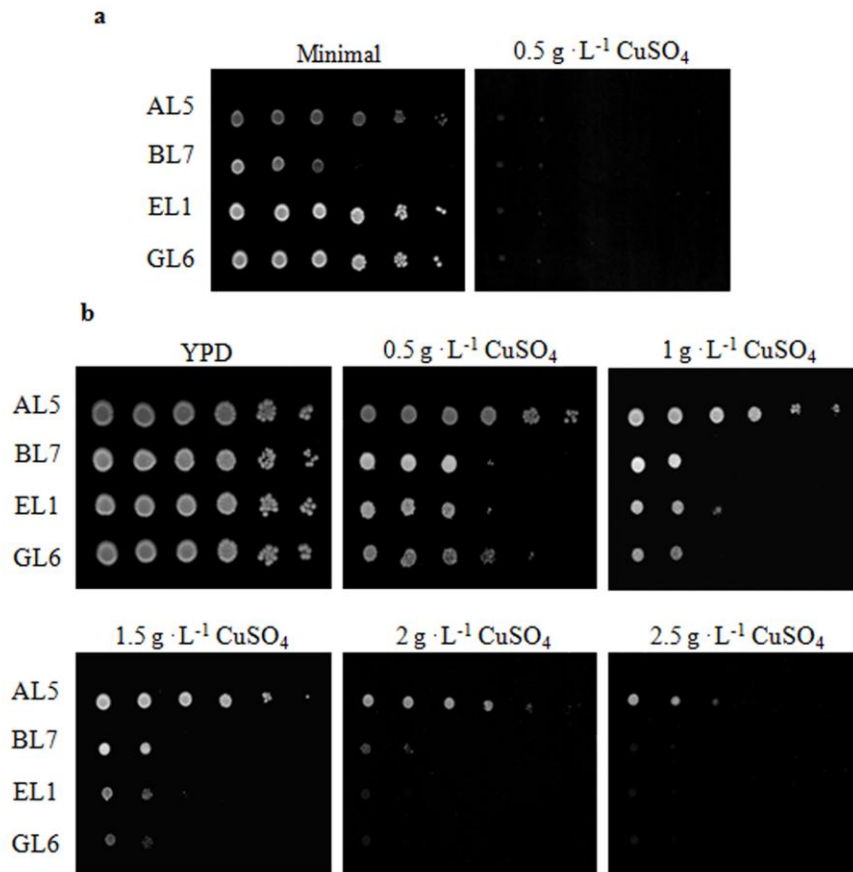 a
Minimal 0.5 g · L⁻¹ CuSO₄
AL5
BL7
EL1
GL6
b
YPD 0.5 g · L⁻¹ CuSO₄ 1 g · L⁻¹ CuSO₄
AL5
BL7
EL1
GL6
1.5 g · L⁻¹ CuSO₄ 2 g · L⁻¹ CuSO₄ 2.5 g · L⁻¹ CuSO₄
AL5
BL7
EL1
GL6